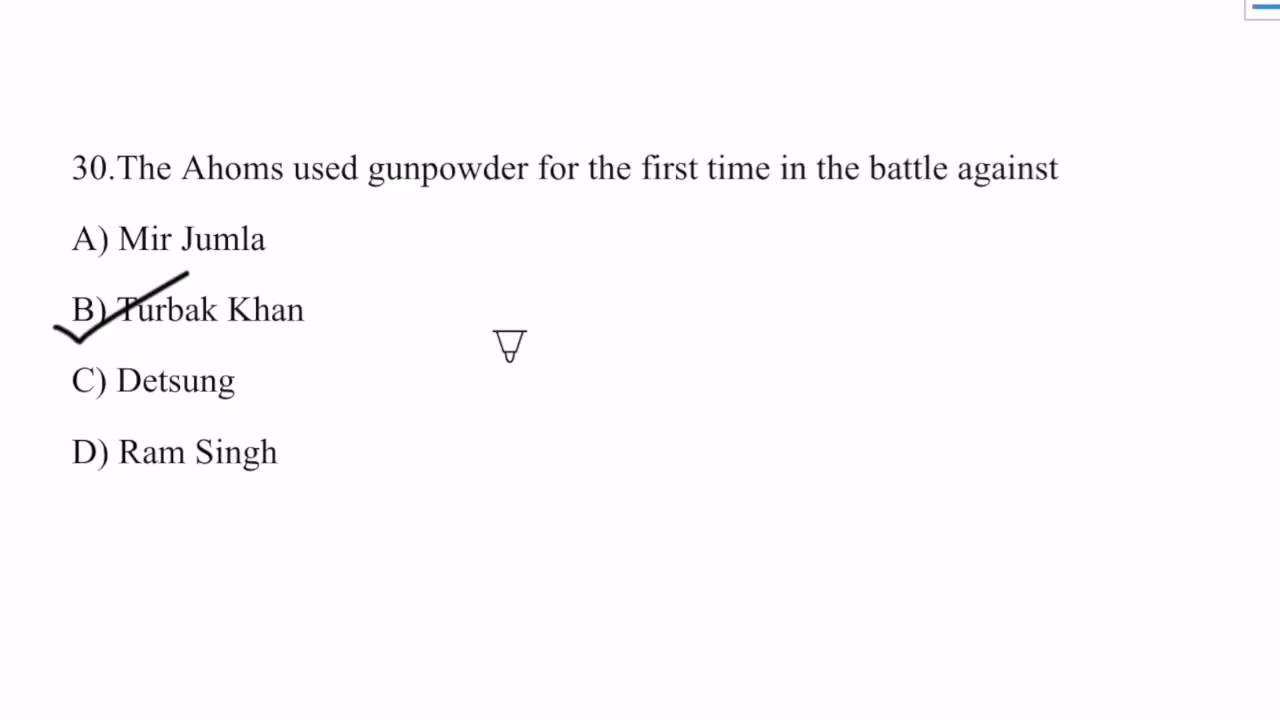 30.The Ahoms used gunpowder for the first time in the battle against
A) Mir Jumla
B) Turbak Khan
C) Detsung
D) Ram Singh